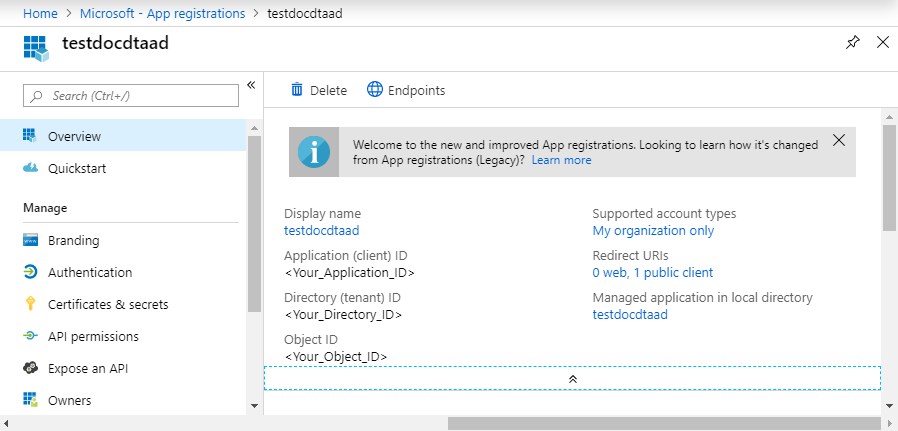 Home > Microsoft - App registrations > testdocdtaad
testdocdtaad
Search (Ctrl+/)
«
Delete
Endpoints
Overview
Quickstart
Manage
Branding
Authentication
Certificates & secrets
API permissions
Expose an API
Owners
Welcome to the new and improved App registrations. Looking to learn how it's changed
from App registrations (Legacy)? Learn more
Display name
testdocdtaad
Application (client) ID
<Your_Application_ID>
Directory (tenant) ID
<Your_Directory_ID>
Object ID
<Your_Object_ID>
Supported account types
My organization only
Redirect URIs
0 web, 1 public client
Managed application in local directory
testdocdtaad